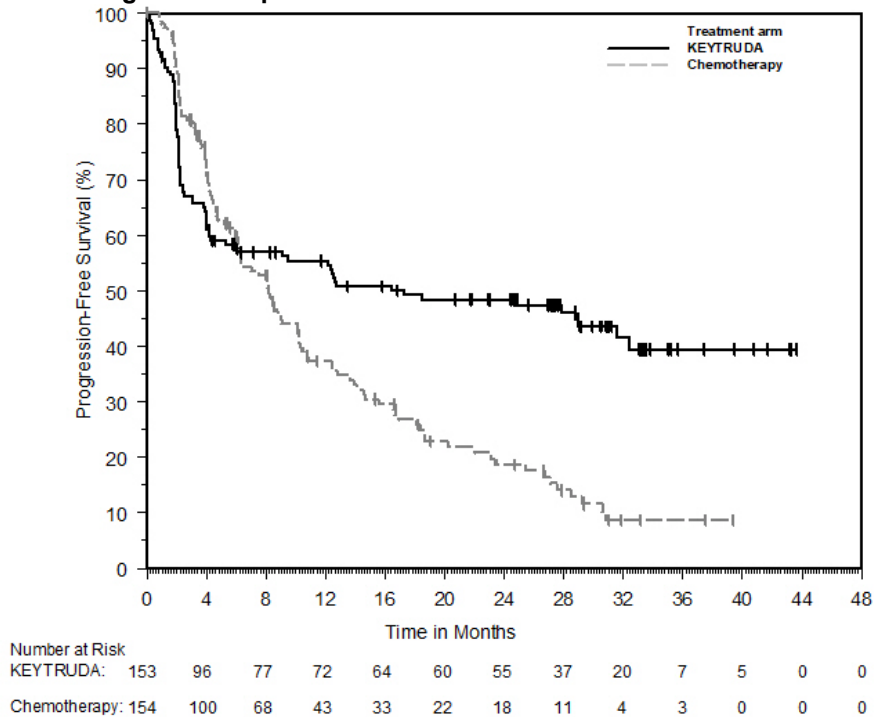 100
Treatment arm
KEYTRUDA
Chemotherapy
90
80
70
60
50
40
30
20
10
0
Progression-Free Survival (%)
0 4 8 12 16 20 24 28 32 36 40 44 48
Time in Months
Number at Risk
KEYTRUDA: 153 96 77 72 64 60 55 37 20 7 5 0 0
Chemotherapy: 154 100 68 43 33 22 18 11 4 3 0 0 0